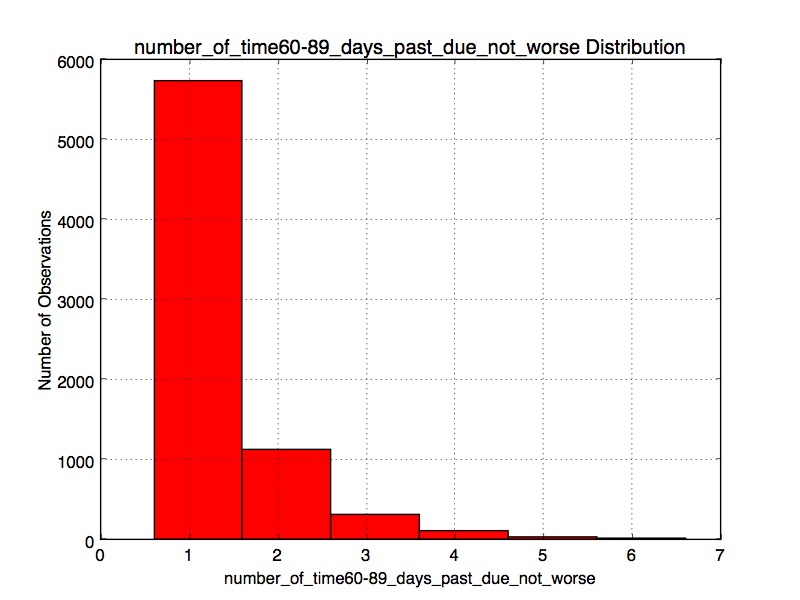 number_of_time60-89_days_past_due_not_worse Distribution
6000
5000
4000
3000
2000
1000
0
Number of Observations
0 1 2 3 4 5 6 7
number_of_time60-89_days_past_due_not_worse